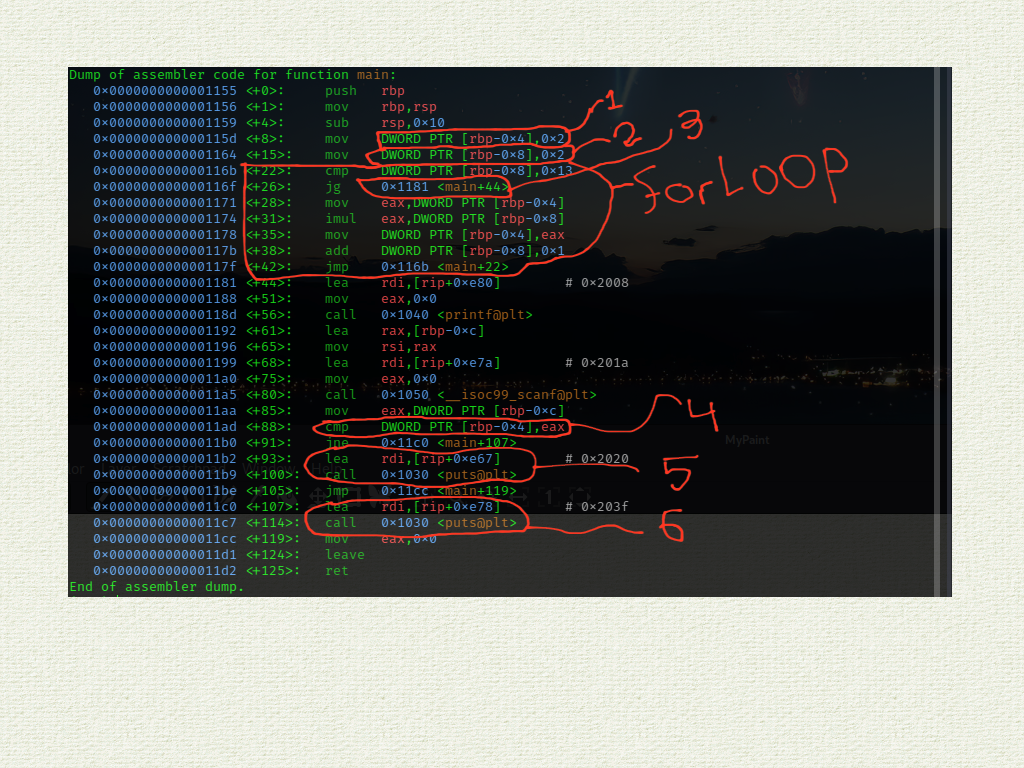 Dump of assembler code for function main:
0x0000000000001155 <+0>: push rbp
0x0000000000001156 <+1>: mov rbp,rsp
0x0000000000001159 <+4>: sub rsp,0x10
0x000000000000115d <+8>: mov DWORD PTR [rbp-0x4],0x2 1
0x0000000000001164 <+15>: mov DWORD PTR [rbp-0x8],0x2 2
0x000000000000116b <+22>: cmp DWORD PTR [rbp-0x8],0x13
0x000000000000116f <+26>: jg 0x1181 <main+44> 3
forLOOP
0x0000000000001171 <+28>: mov eax,DWORD PTR [rbp-0x4]
0x0000000000001174 <+31>: imul eax,DWORD PTR [rbp-0x8]
0x0000000000001178 <+35>: mov DWORD PTR [rbp-0x4],eax
0x000000000000117b <+38>: add DWORD PTR [rbp-0x8],0x1
0x000000000000117f <+42>: jmp 0x116b <main+22>
0x0000000000001181 <+44>: lea rdi,[rip+0xe80] # 0x2008
0x0000000000001188 <+51>: mov eax,0x0
0x000000000000118d <+56>: call 0x1040 <printf@plt>
0x0000000000001192 <+61>: lea rax,[rbp-0xc]
0x0000000000001196 <+65>: mov rsi,rax
0x0000000000001199 <+68>: lea rdi,[rip+0xe7a] # 0x201a
0x00000000000011a0 <+75>: mov eax,0x0
0x00000000000011a5 <+80>: call 0x1050 <__isoc99_scanf@plt>
0x00000000000011aa <+85>: mov eax,DWORD PTR [rbp-0xc]
0x00000000000011ad <+88>: cmp DWORD PTR [rbp-0x4],eax 4
MyPaint
0x00000000000011b0 <+91>: jne 0x11c0 <main+107>
0x00000000000011b2 <+93>: lea rdi,[rip+0xe67] # 0x2020
0x00000000000011b9 <+100>: call 0x1030 <puts@plt> 5
0x00000000000011be <+105>: jmp 0x11cc <main+119>
0x00000000000011c0 <+107>: lea rdi,[rip+0xe78] # 0x203f
0x00000000000011c7 <+114>: call 0x1030 <puts@plt> 6
0x00000000000011cc <+119>: mov eax,0x0
0x00000000000011d1 <+124>: leave
0x00000000000011d2 <+125>: ret
End of assembler dump.